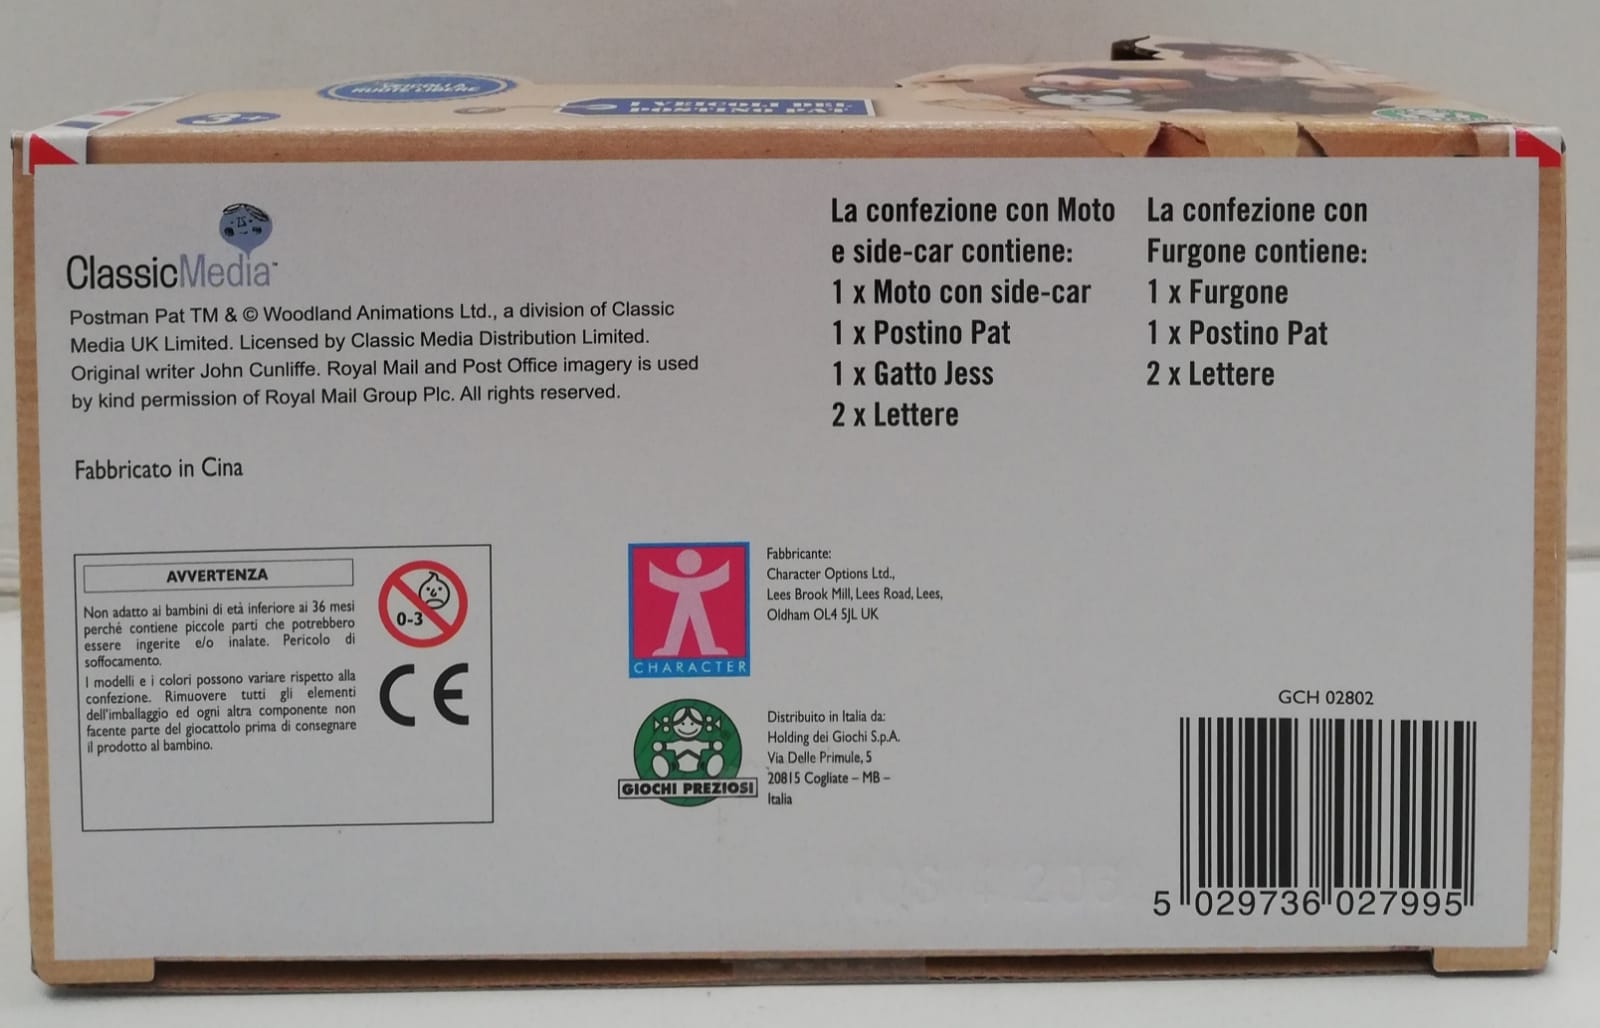 RUOTE LIBERE
3+
I VEICOLI DEL
POSTINO PAT
ClassicMedia™
Postman Pat TM & © Woodland Animations Ltd., a division of Classic
Media UK Limited. Licensed by Classic Media Distribution Limited.
Original writer John Cunliffe. Royal Mail and Post Office imagery is used
by kind permission of Royal Mail Group Plc. All rights reserved.
Fabbricato in Cina
La confezione con Moto
e side-car contiene:
1 x Moto con side-car
1 x Postino Pat
1 x Gatto Jess
2 x Lettere
La confezione con
Furgone contiene:
1 x Furgone
1 x Postino Pat
2 x Lettere
AVVERTENZA
Non adatto ai bambini di età inferiore ai 36 mesi
perché contiene piccole parti che potrebbero
essere ingerite e/o inalate. Pericolo di
soffocamento.
I modelli e i colori possono variare rispetto alla
confezione. Rimuovere tutti gli elementi
dell'imballaggio ed ogni altra componente non
facente parte del giocattolo prima di consegnare
il prodotto al bambino.
0-3
CE
CHARACTER
Fabbricante:
Character Options Ltd.,
Lees Brook Mill, Lees Road, Lees,
Oldham OL4 5JL UK
GIOCHI PREZIOSI
Distribuito in Italia da:
Holding dei Giochi S.p.A.
Via Delle Primule, 5
20815 Cogliate – MB –
Italia
GCH 02802
5 029736 027995